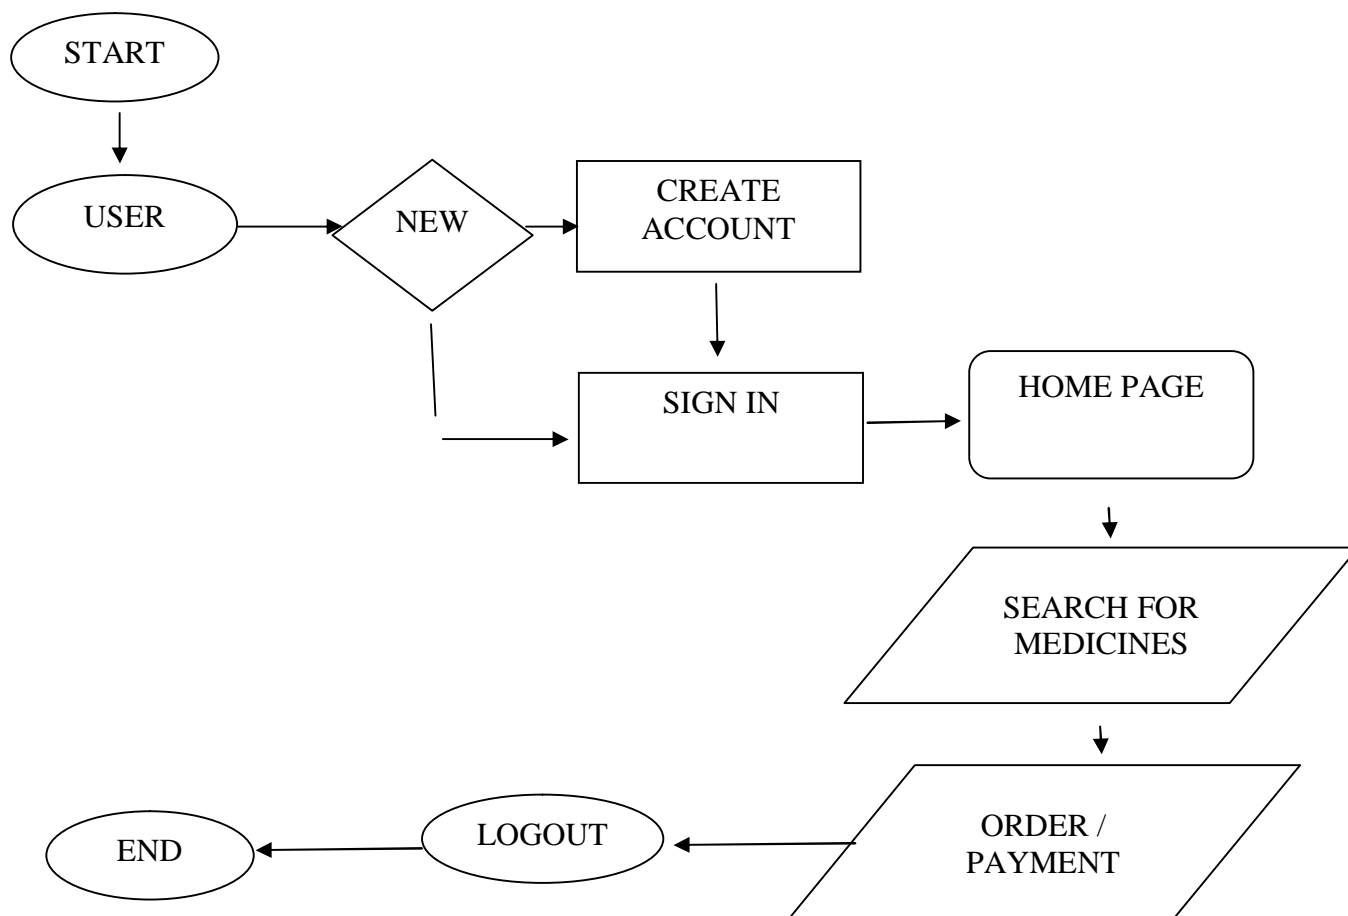 START
USER
NEW
CREATE
ACCOUNT
SIGN IN
HOME PAGE
SEARCH FOR
MEDICINES
ORDER /
PAYMENT
LOGOUT
END